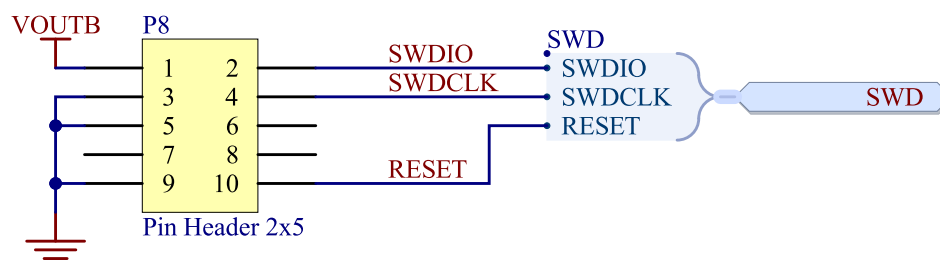 VOUTB
P8
1 2
3 4
5 6
7 8
9 10
Pin Header 2x5
SWDIO
SWDCLK
RESET
SWD
SWDIO
SWDCLK
RESET
SWD